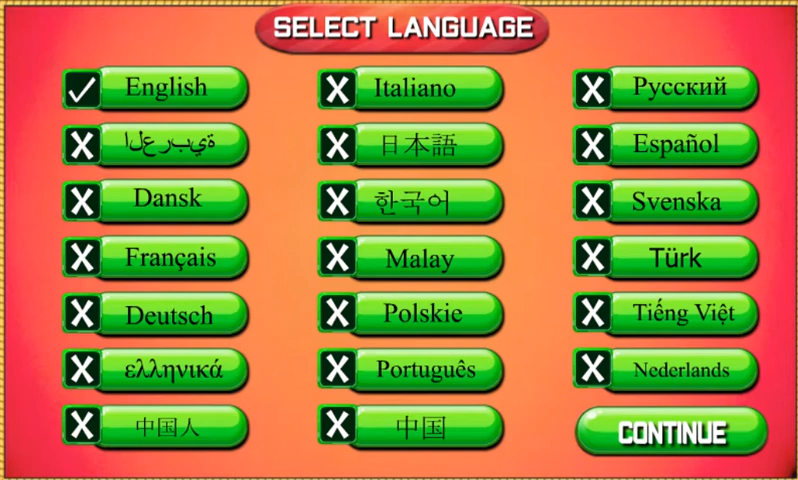 SELECT LANGUAGE
English
Italiano
Русский
ةيبرعلا
日本語
Español
Dansk
한국어
Svenska
Français
Malay
Türk
Deutsch
Polskie
Tiếng Việt
ελληνικά
Português
Nederlands
中国人
中国
CONTINUE